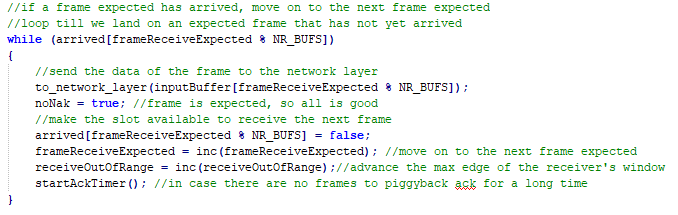 //if a frame expected has arrived, move on to the next frame expected
//loop till we land on an expected frame that has not yet arrived
while (arrived[frameReceiveExpected % NR_BUFS])
{
//send the data of the frame to the network layer
to_network_layer(inputBuffer[frameReceiveExpected % NR_BUFS]);
noNak = true; //frame is expected, so all is good
//make the slot available to receive the next frame
arrived[frameReceiveExpected % NR_BUFS] = false;
frameReceiveExpected = inc(frameReceiveExpected); //move on to the next frame expected
receiveOutOfRange = inc(receiveOutOfRange);//advance the max edge of the receiver's window
startAckTimer(); //in case there are no frames to piggyback ack for a long time
}